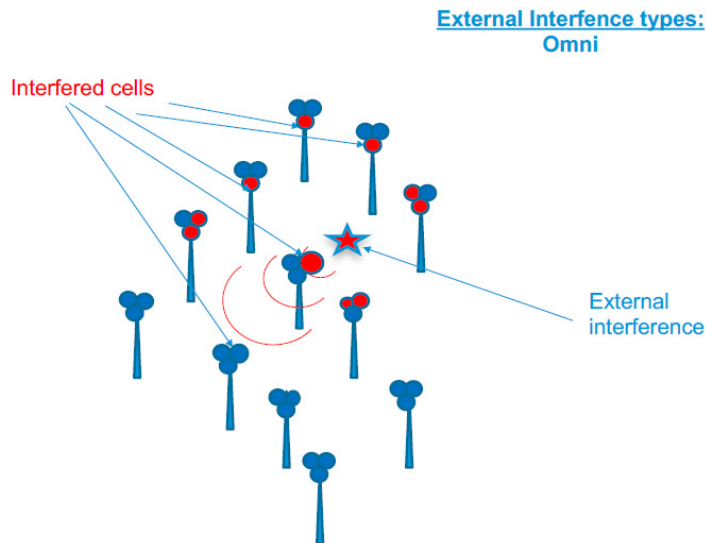 External Interfence types:
Omni
Interfered cells
External
interference